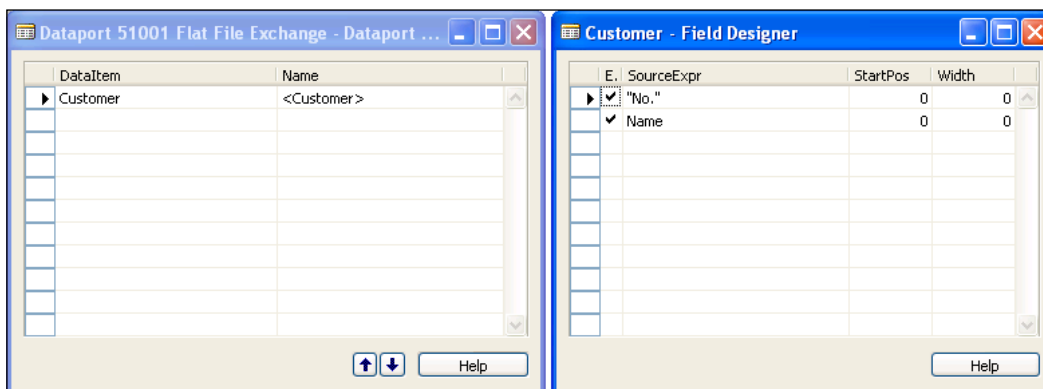 Dataport 51001 Flat File Exchange - Dataport ...
DataItem Name
Customer <Customer>
Help
Customer - Field Designer
E. SourceExpr StartPos Width
"No." 0 0
Name 0 0
Help